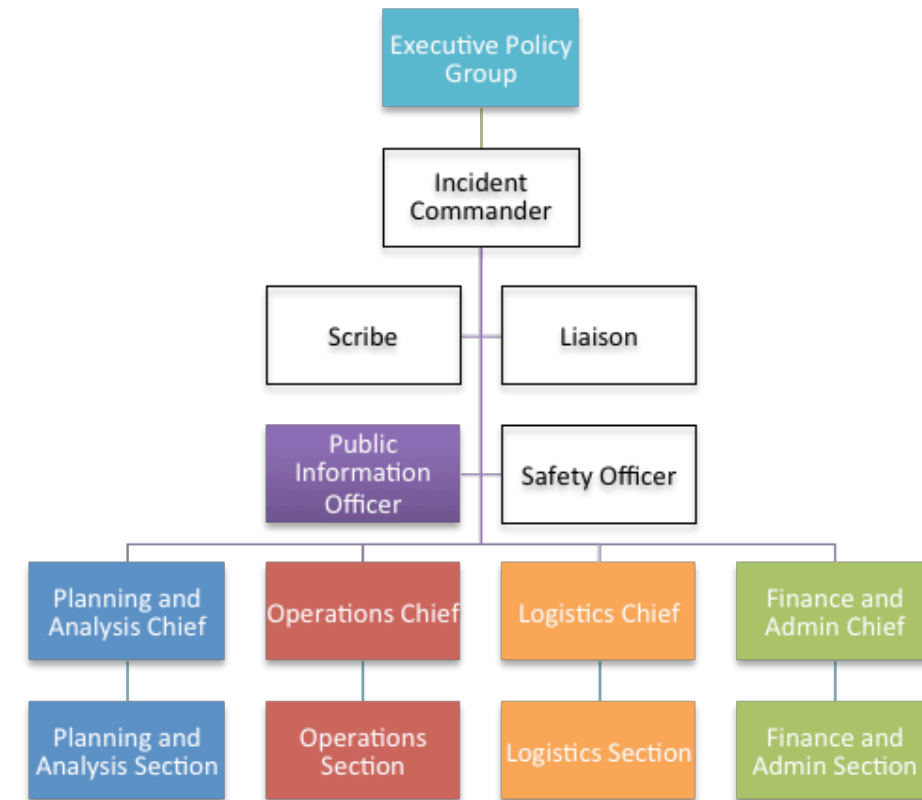 Executive Policy
Group
Incident
Commander
Scribe
Liaison
Public
Information
Officer
Safety Officer
Planning and
Analysis Chief
Operations Chief
Logistics Chief
Finance and
Admin Chief
Planning and
Analysis Section
Operations
Section
Logistics Section
Finance and
Admin Section